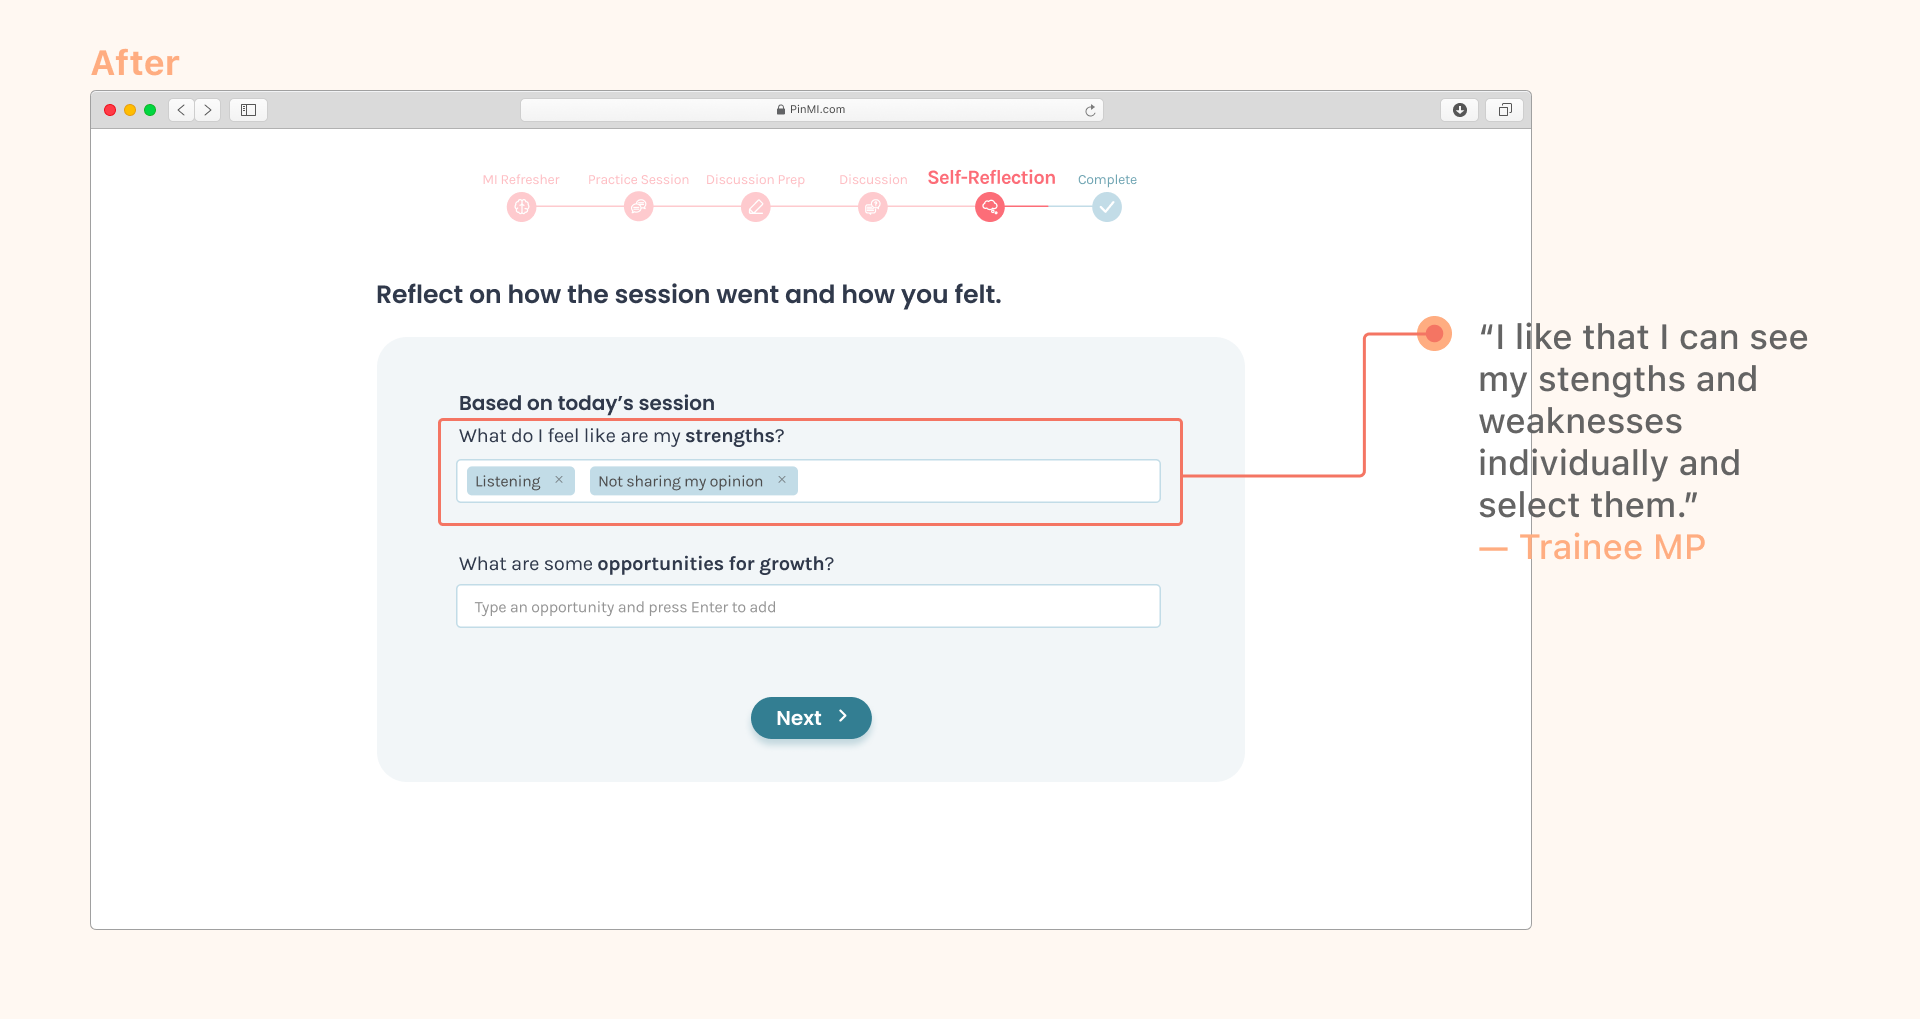 After
PinMI.com
MI Refresher
Practice Session
Discussion Prep
Discussion
Self-Reflection
Complete
Reflect on how the session went and how you felt.
Based on today’s session
What do I feel like are my strengths?
Listening ×
Not sharing my opinion ×
What are some opportunities for growth?
Type an opportunity and press Enter to add
Next
“I like that I can see
my stengths and
weaknesses
individually and
select them.”
— Trainee MP